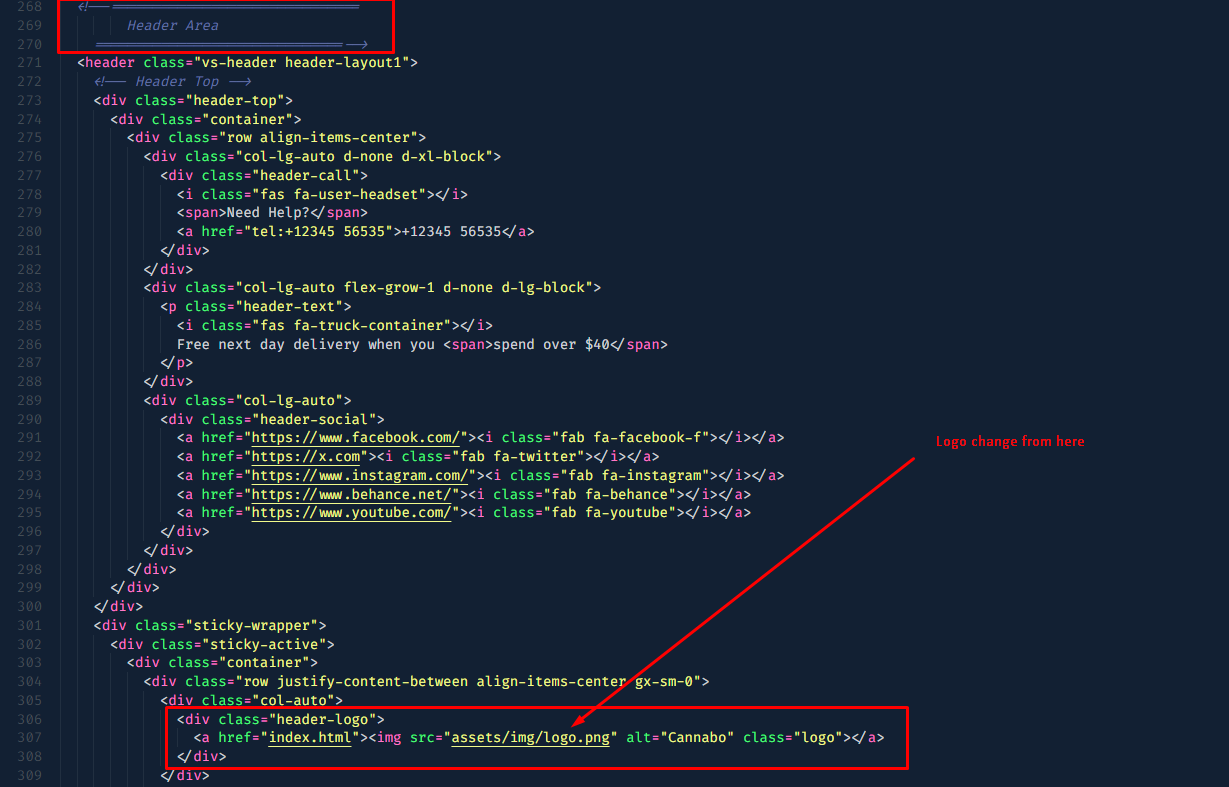 268 <!--==============================
269 Header Area
270 ==============================-->
271 <header class="vs-header header-layout1">
272 <!-- Header Top -->
273 <div class="header-top">
274 <div class="container">
275 <div class="row align-items-center">
276 <div class="col-lg-auto d-none d-xl-block">
277 <div class="header-call">
278 <i class="fas fa-user-headset"></i>
279 <span>Need Help?</span>
280 <a href="tel:+12345 56535">+12345 56535</a>
281 </div>
282 </div>
283 <div class="col-lg-auto flex-grow-1 d-none d-lg-block">
284 <p class="header-text">
285 <i class="fas fa-truck-container"></i>
286 Free next day delivery when you <span>spend over $40</span>
287 </p>
288 </div>
289 <div class="col-lg-auto">
290 <div class="header-social">
291 <a href="https://www.facebook.com/"><i class="fab fa-facebook-f"></i></a>
292 <a href="https://x.com"><i class="fab fa-twitter"></i></a>
293 <a href="https://www.instagram.com/"><i class="fab fa-instagram"></i></a>
294 <a href="https://www.behance.net/"><i class="fab fa-behance"></i></a>
295 <a href="https://www.youtube.com/"><i class="fab fa-youtube"></i></a>
296 </div>
297 </div>
298 </div>
299 </div>
300 </div>
301 <div class="sticky-wrapper">
302 <div class="sticky-active">
303 <div class="container">
304 <div class="row justify-content-between align-items-center gx-sm-0">
305 <div class="col-auto">
306 <div class="header-logo">
307 <a href="index.html"><img src="assets/img/logo.png" alt="Cannabo" class="logo"></a>
308 </div>
309 </div>
Logo change from here